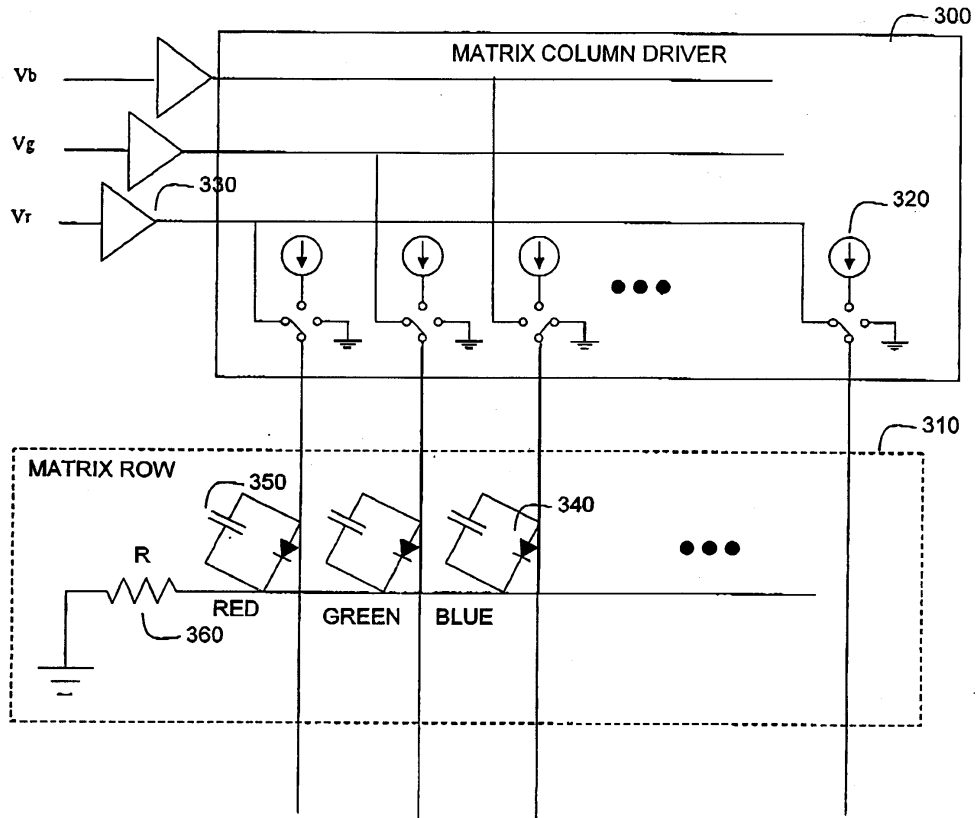 300
MATRIX COLUMN DRIVER
Vb
Vg
330
Vr
320
310
MATRIX ROW
350
340
R
RED
GREEN
BLUE
360